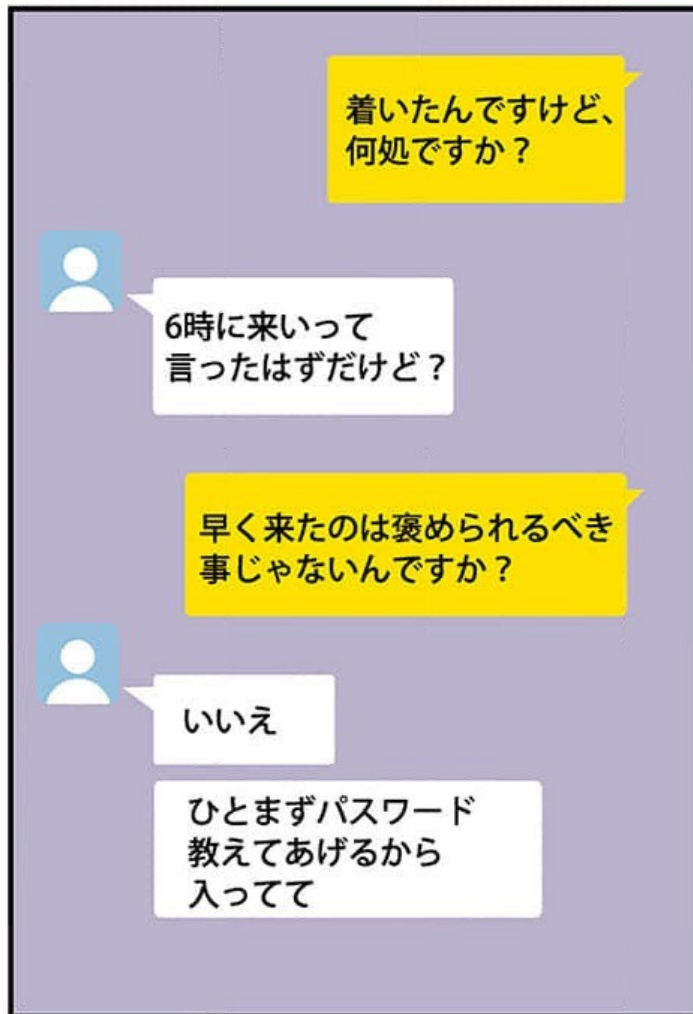 着いたんですけど、
何処ですか？
6時に来いって
言ったはずだけど？
早く来たのは褒められるべき
事じゃないんですか？
いいえ
ひとまずパスワード
教えてあげるから
入ってて